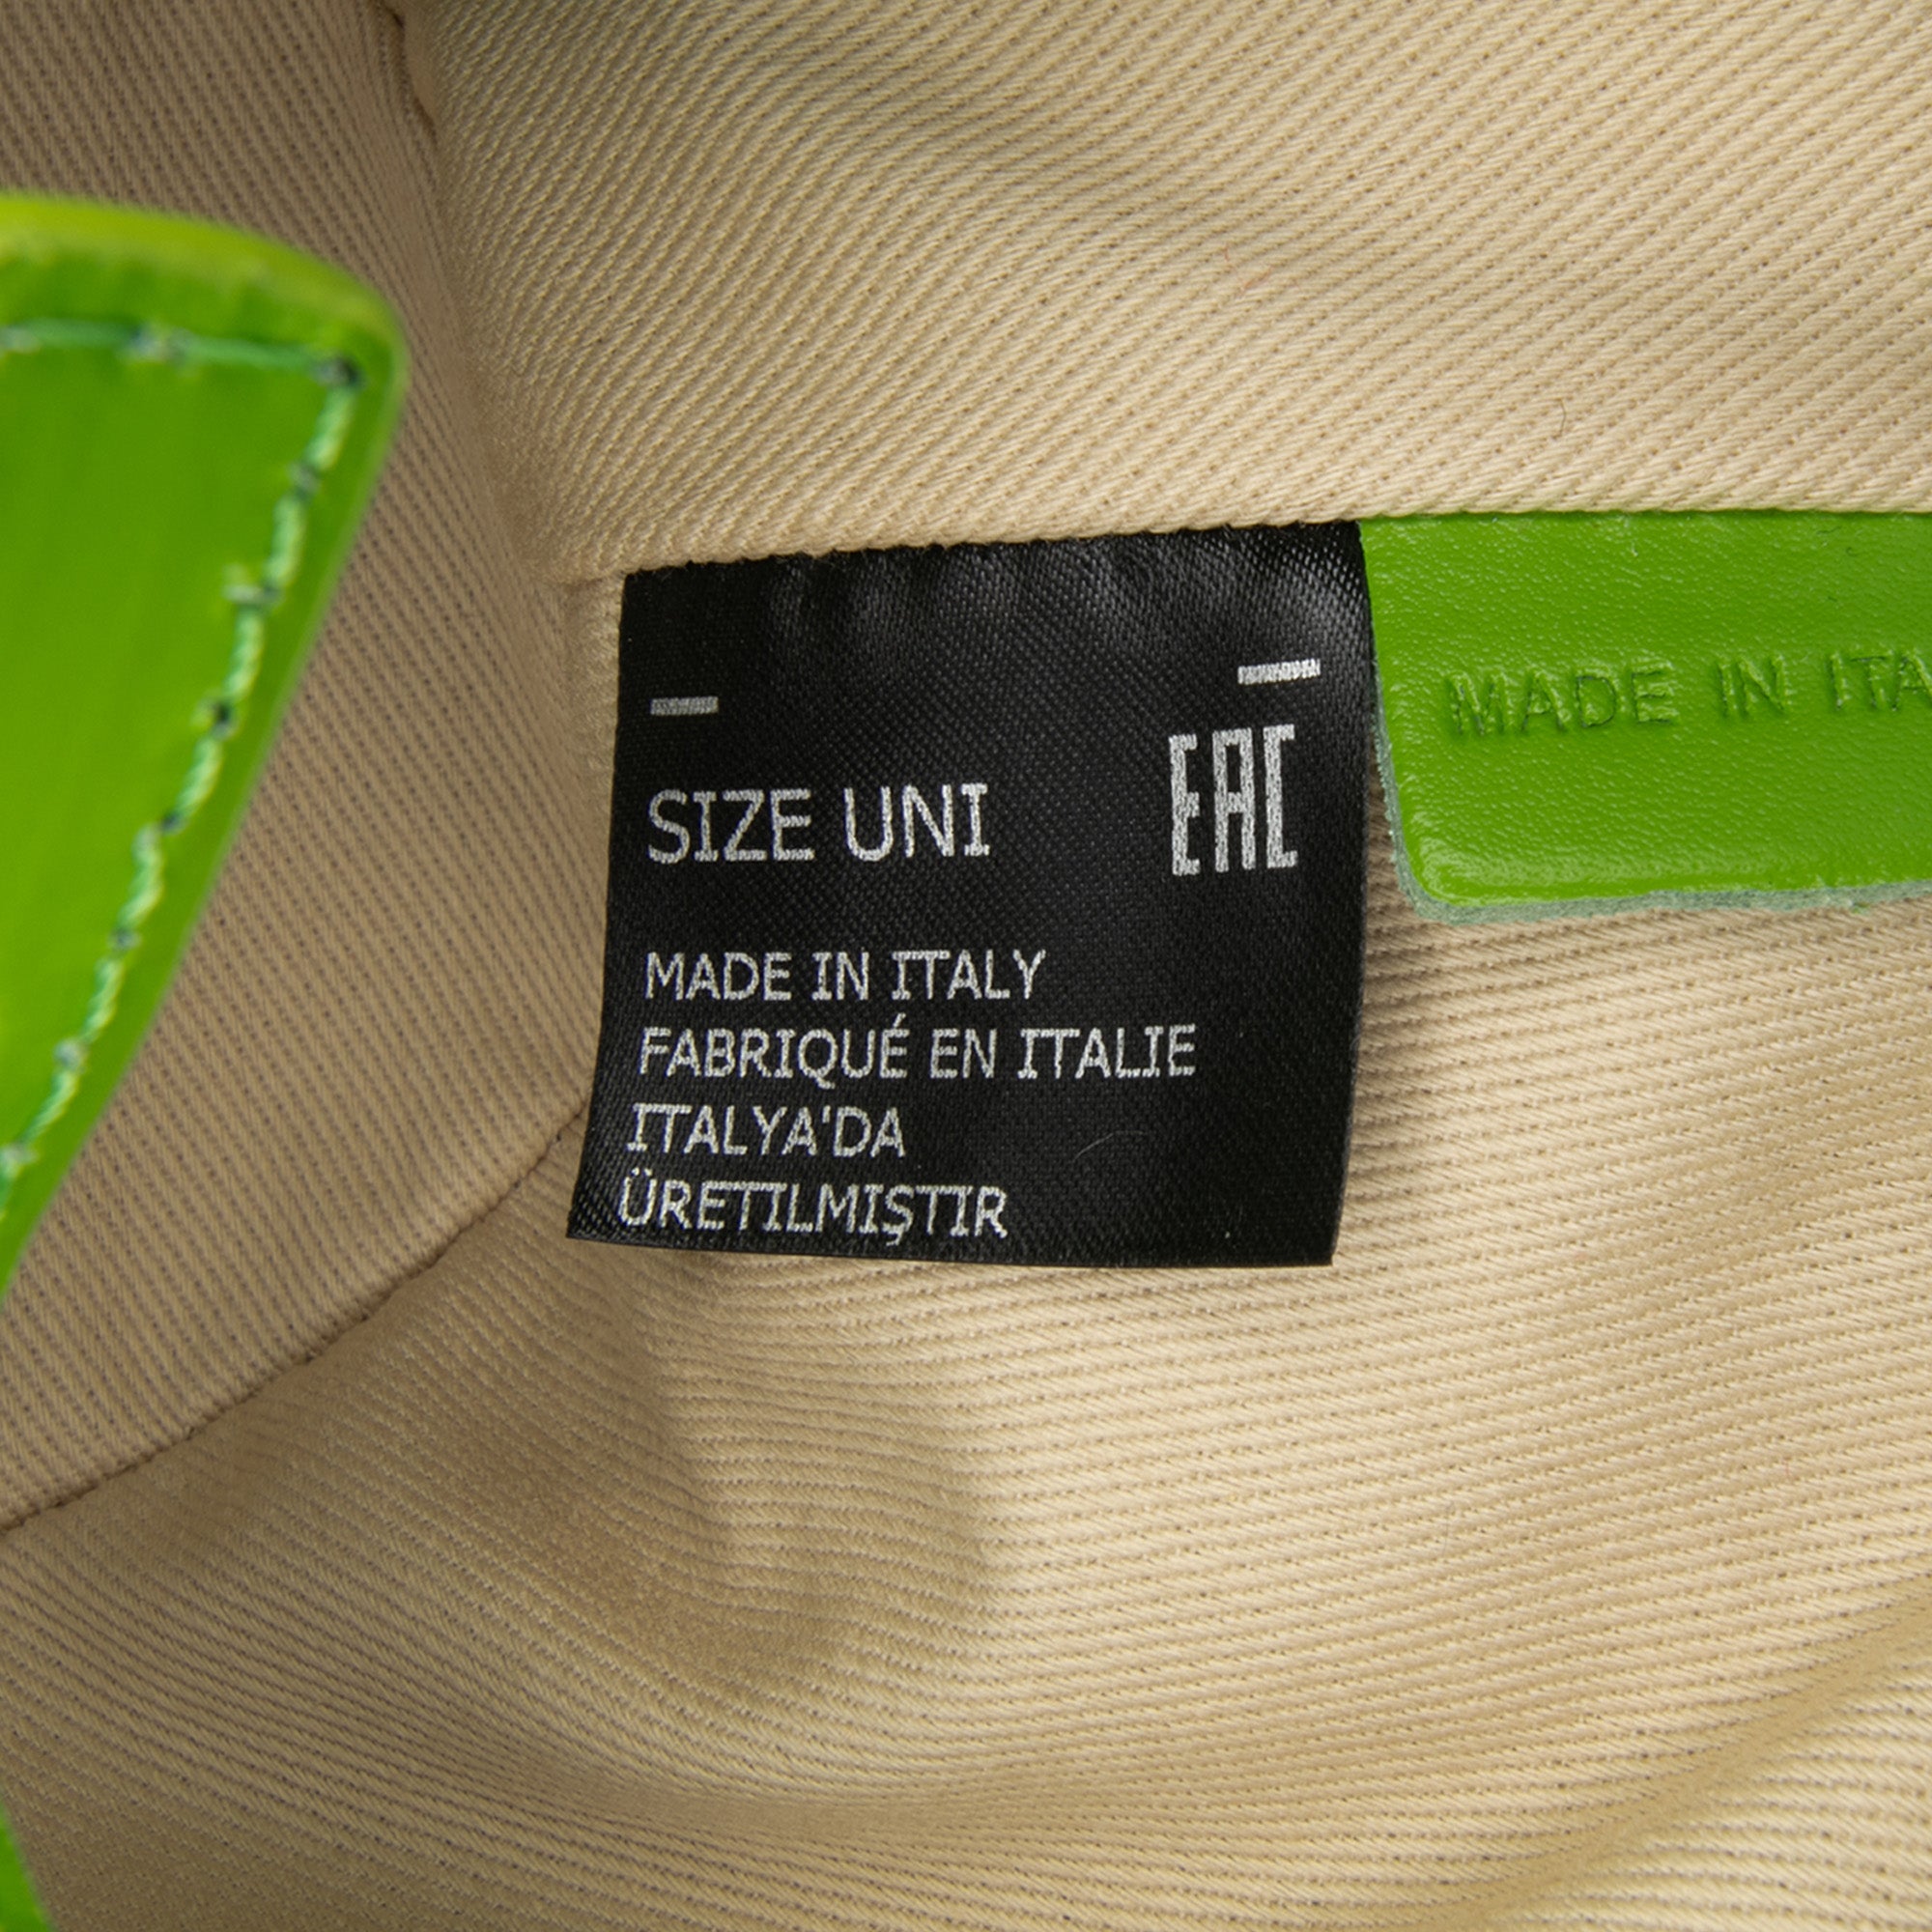 SIZE UNI
EAC
MADE IN ITALY
FABRIQUÉ EN ITALIE
ITALYA'DA
ÜRETILMIŞTIR
MADE IN ITA